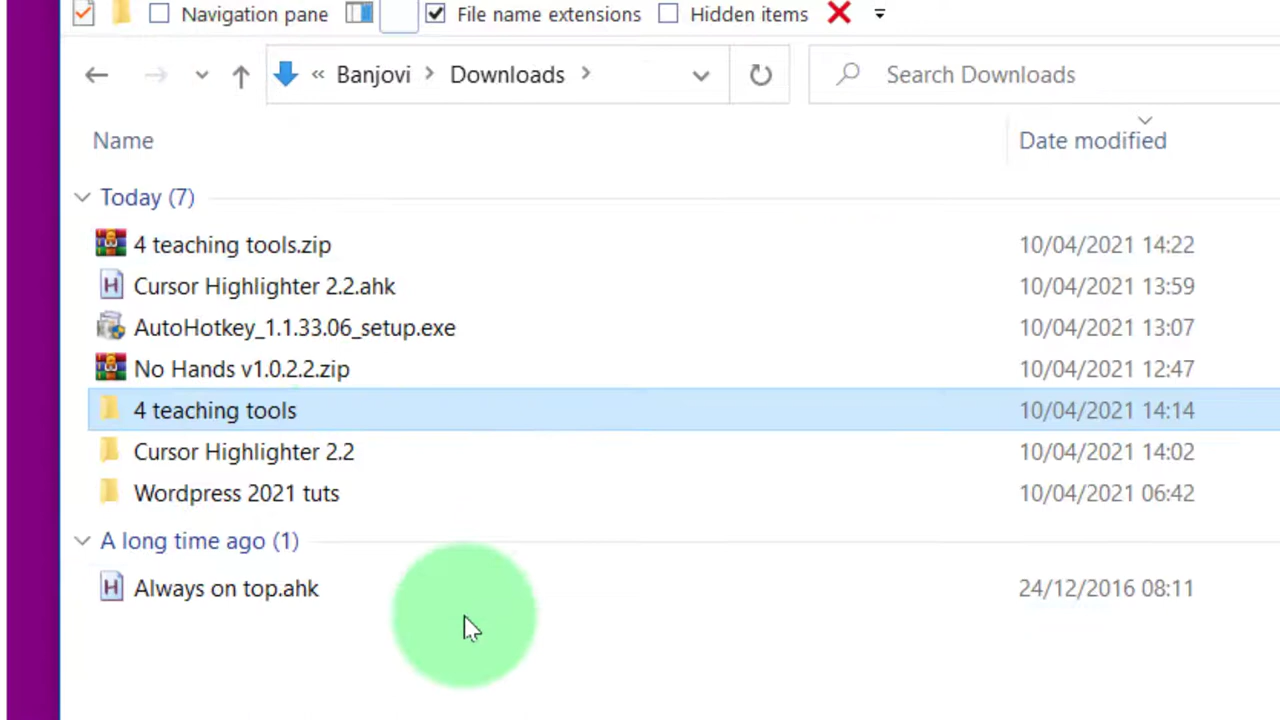 Navigation pane File name extensions Hidden items
« Banjovi > Downloads > Search Downloads
Name Date modified
Today (7)
4 teaching tools.zip 10/04/2021 14:22
Cursor Highlighter 2.2.ahk 10/04/2021 13:59
AutoHotkey_1.1.33.06_setup.exe 10/04/2021 13:07
No Hands v1.0.2.2.zip 10/04/2021 12:47
4 teaching tools 10/04/2021 14:14
Cursor Highlighter 2.2 10/04/2021 14:02
Wordpress 2021 tuts 10/04/2021 06:42
A long time ago (1)
Always on top.ahk 24/12/2016 08:11